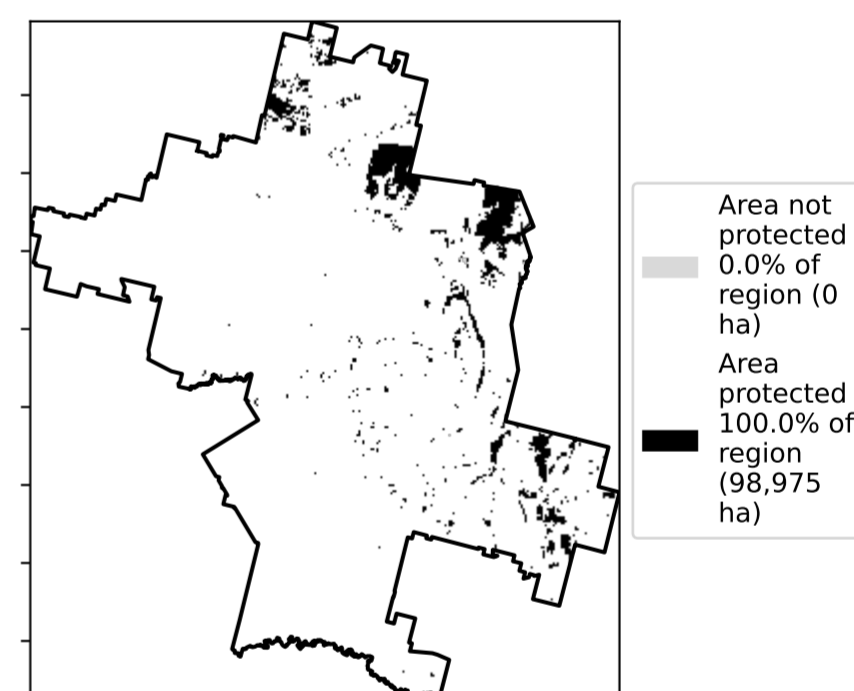 Area not
protected
0.0% of
region (0
ha)
Area
protected
100.0% of
region
(98,975
ha)